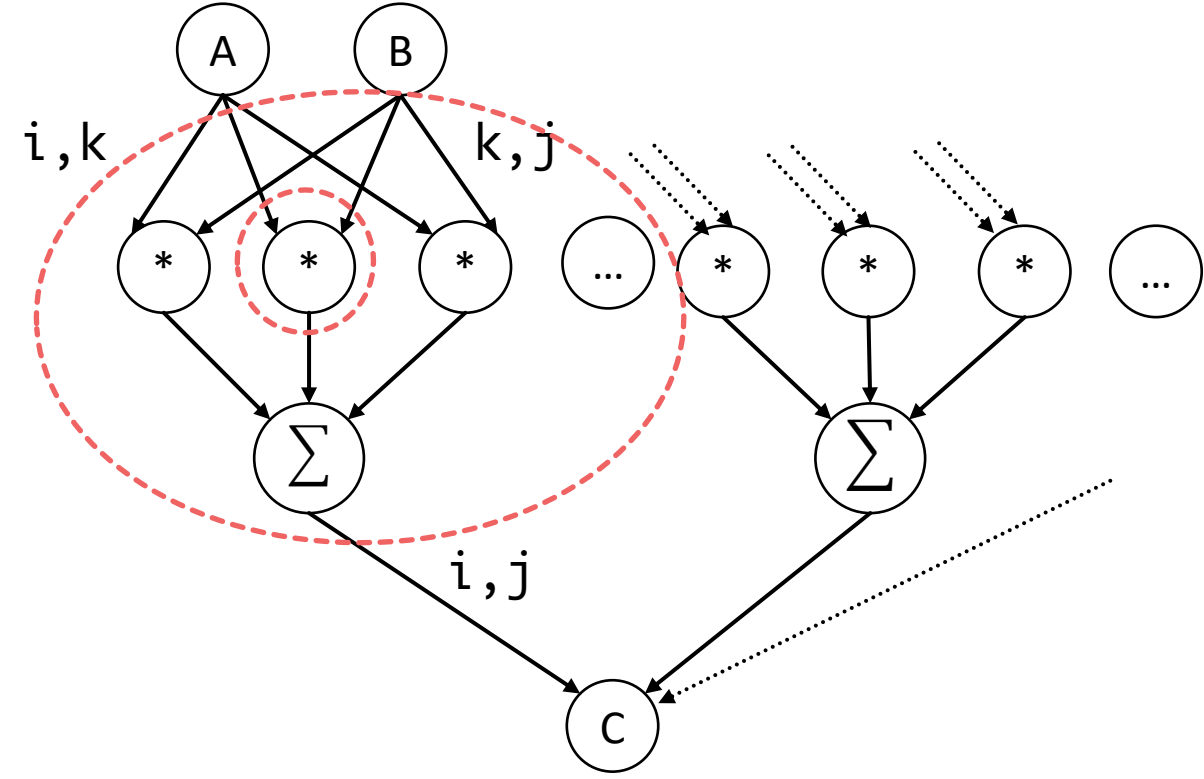 A B
i,k k,j
* * * ... * * * ...
∑ ∑
i,j
C